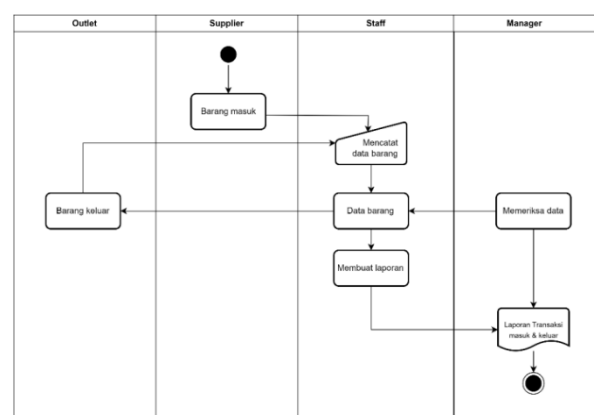 Outlet
Supplier
Staff
Manager
Barang masuk
Mencatat
data barang
Barang keluar
Data barang
Memeriksa data
Membuat laporan
Laporan Transaksi
masuk & keluar